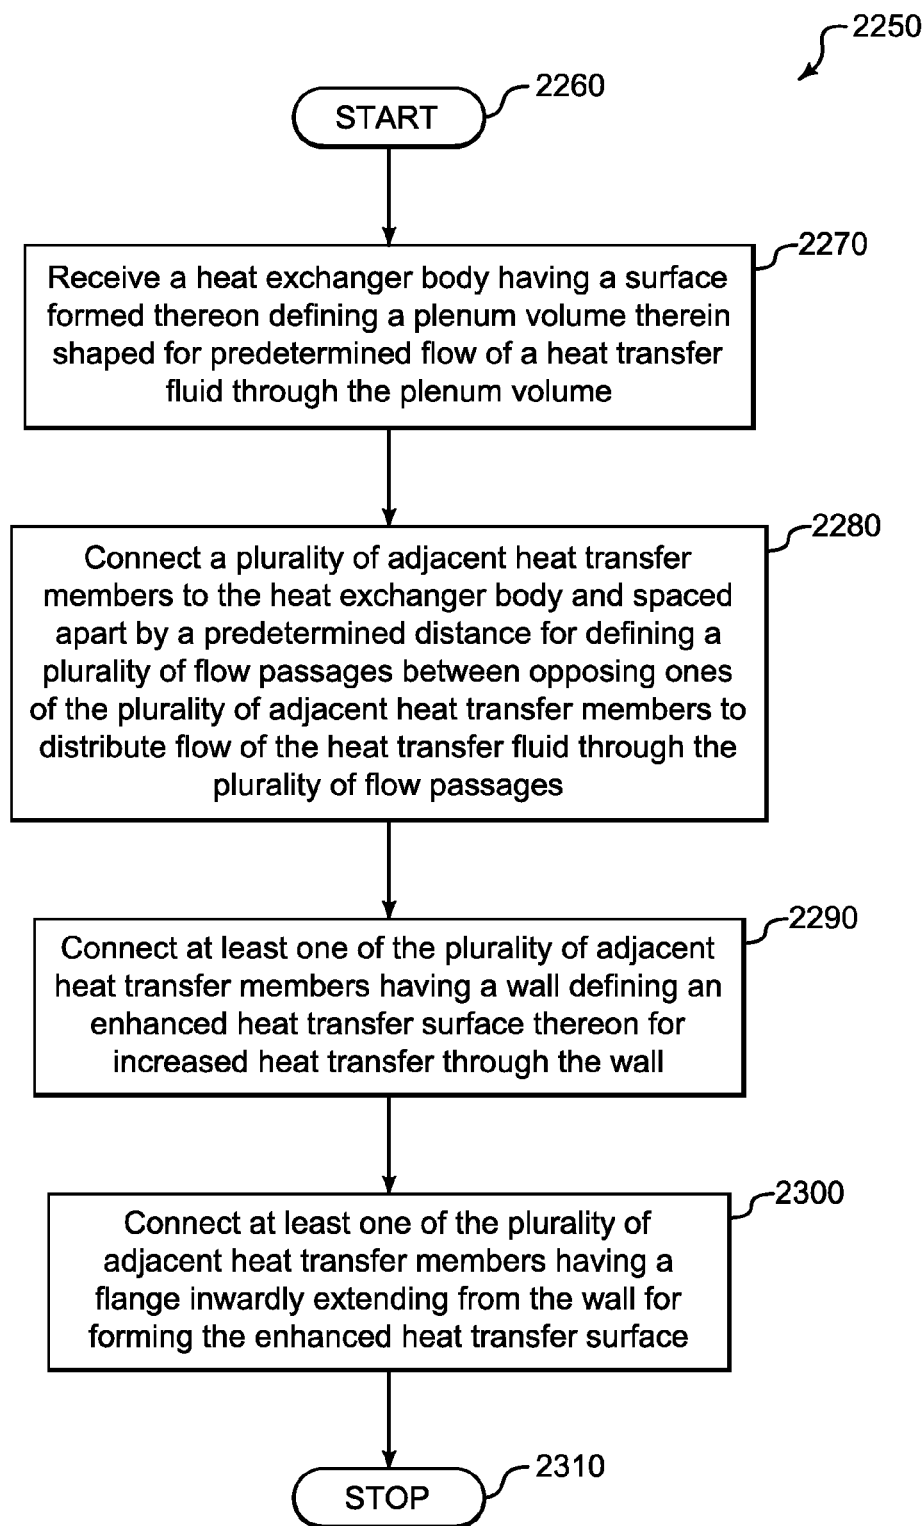 2250
START
2260
2270
Receive a heat exchanger body having a surface
formed thereon defining a plenum volume therein
shaped for predetermined flow of a heat transfer
fluid through the plenum volume
2280
Connect a plurality of adjacent heat transfer
members to the heat exchanger body and spaced
apart by a predetermined distance for defining a
plurality of flow passages between opposing ones
of the plurality of adjacent heat transfer members to
distribute flow of the heat transfer fluid through the
plurality of flow passages
2290
Connect at least one of the plurality of adjacent
heat transfer members having a wall defining an
enhanced heat transfer surface thereon for
increased heat transfer through the wall
2300
Connect at least one of the plurality of
adjacent heat transfer members having a
flange inwardly extending from the wall for
forming the enhanced heat transfer surface
STOP
2310